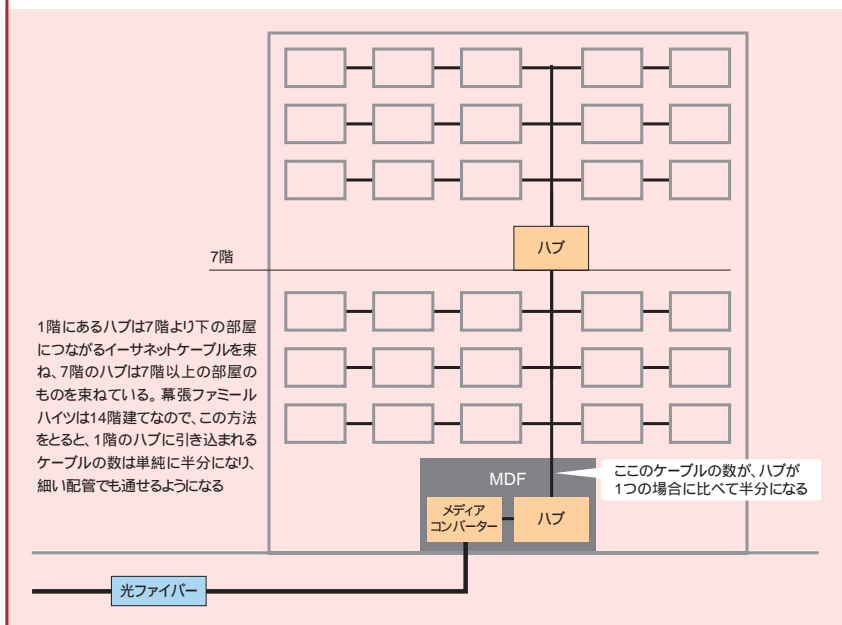 ハブ
7階
1階にあるハブは7階より下の部屋
につながるイーサネットケーブルを束
ね、7階のハブは7階以上の部屋の
ものを束ねている。幕張ファミール
ハイツは14階建てなので、この方法
をとると、1階のハブに引き込まれる
ケーブルの数は単純に半分になり、
細い配管でも通せるようになる
MDF
ここのケーブルの数が、ハブが
1つの場合に比べて半分になる
メディア
コンバーター
ハブ
光ファイバー